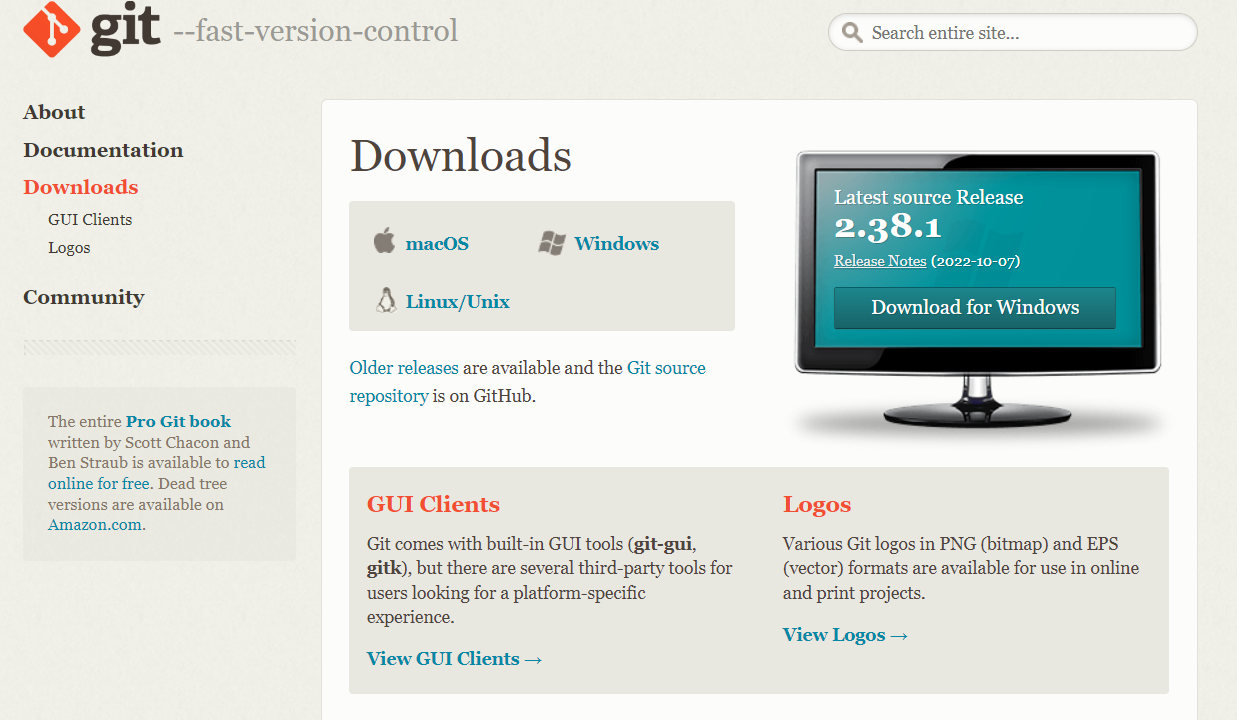 git --fast-version-control
Search entire site...
About
Documentation
Downloads
GUI Clients
Logos
Community
The entire Pro Git book
written by Scott Chacon and
Ben Straub is available to read
online for free. Dead tree
versions are available on
Amazon.com.
Downloads
macOS
Windows
Linux/Unix
Older releases are available and the Git source
repository is on GitHub.
Latest source Release
2.38.1
Release Notes (2022-10-07)
Download for Windows
GUI Clients
Git comes with built-in GUI tools (git-gui,
gitk), but there are several third-party tools for
users looking for a platform-specific
experience.
View GUI Clients →
Logos
Various Git logos in PNG (bitmap) and EPS
(vector) formats are available for use in online
and print projects.
View Logos →